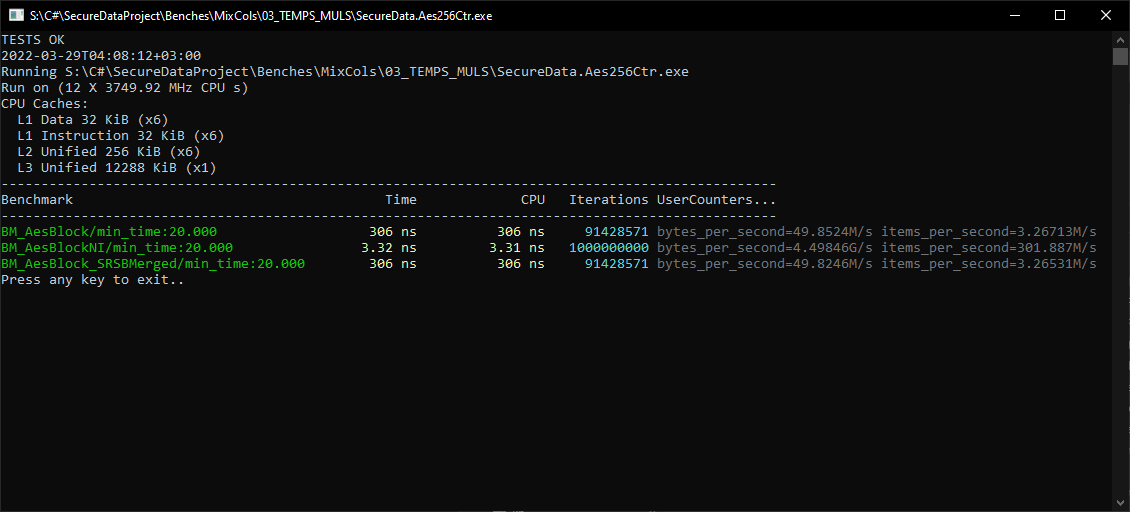 S:\C#\SecureDataProject\Benches\MixCols\03_TEMPS_MULS\SecureData.Aes256Ctr.exe
TESTS OK
2022-03-29T04:08:12+03:00
Running S:\C#\SecureDataProject\Benches\MixCols\03_TEMPS_MULS\SecureData.Aes256Ctr.exe
Run on (12 X 3749.92 MHz CPU s)
CPU Caches:
  L1 Data 32 KiB (x6)
  L1 Instruction 32 KiB (x6)
  L2 Unified 256 KiB (x6)
  L3 Unified 12288 KiB (x1)
-------------------------------------------------------------------------------------------------
Benchmark                                       Time             CPU   Iterations UserCounters...
-------------------------------------------------------------------------------------------------
BM_AesBlock/min_time:20.000                   306 ns          306 ns     91428571 bytes_per_second=49.8524M/s items_per_second=3.26713M/s
BM_AesBlockNI/min_time:20.000                3.32 ns         3.31 ns   1000000000 bytes_per_second=4.49846G/s items_per_second=301.887M/s
BM_AesBlock_SRSBMerged/min_time:20.000        306 ns          306 ns     91428571 bytes_per_second=49.8246M/s items_per_second=3.26531M/s
Press any key to exit..